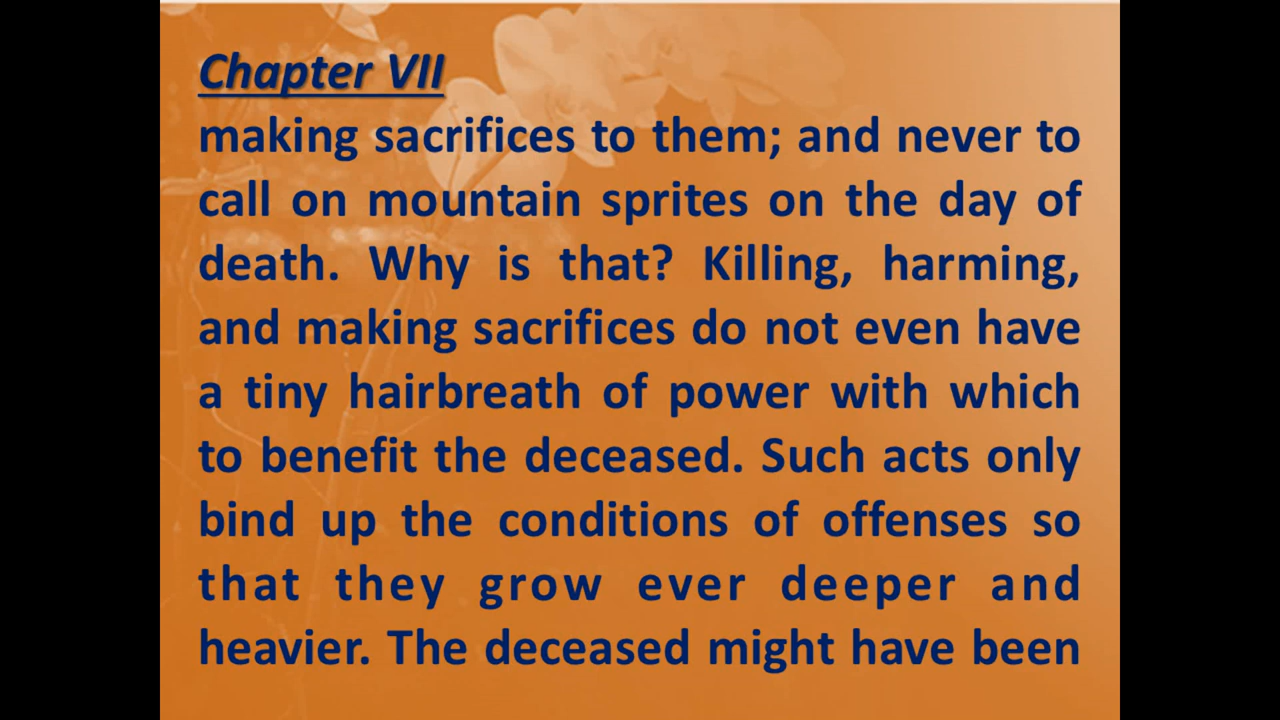 Chapter VII
making sacrifices to them; and never to
call on mountain sprites on the day of
death. Why is that? Killing, harming,
and making sacrifices do not even have
a tiny hairbreath of power with which
to benefit the deceased. Such acts only
bind up the conditions of offenses so
that they grow ever deeper and
heavier. The deceased might have been